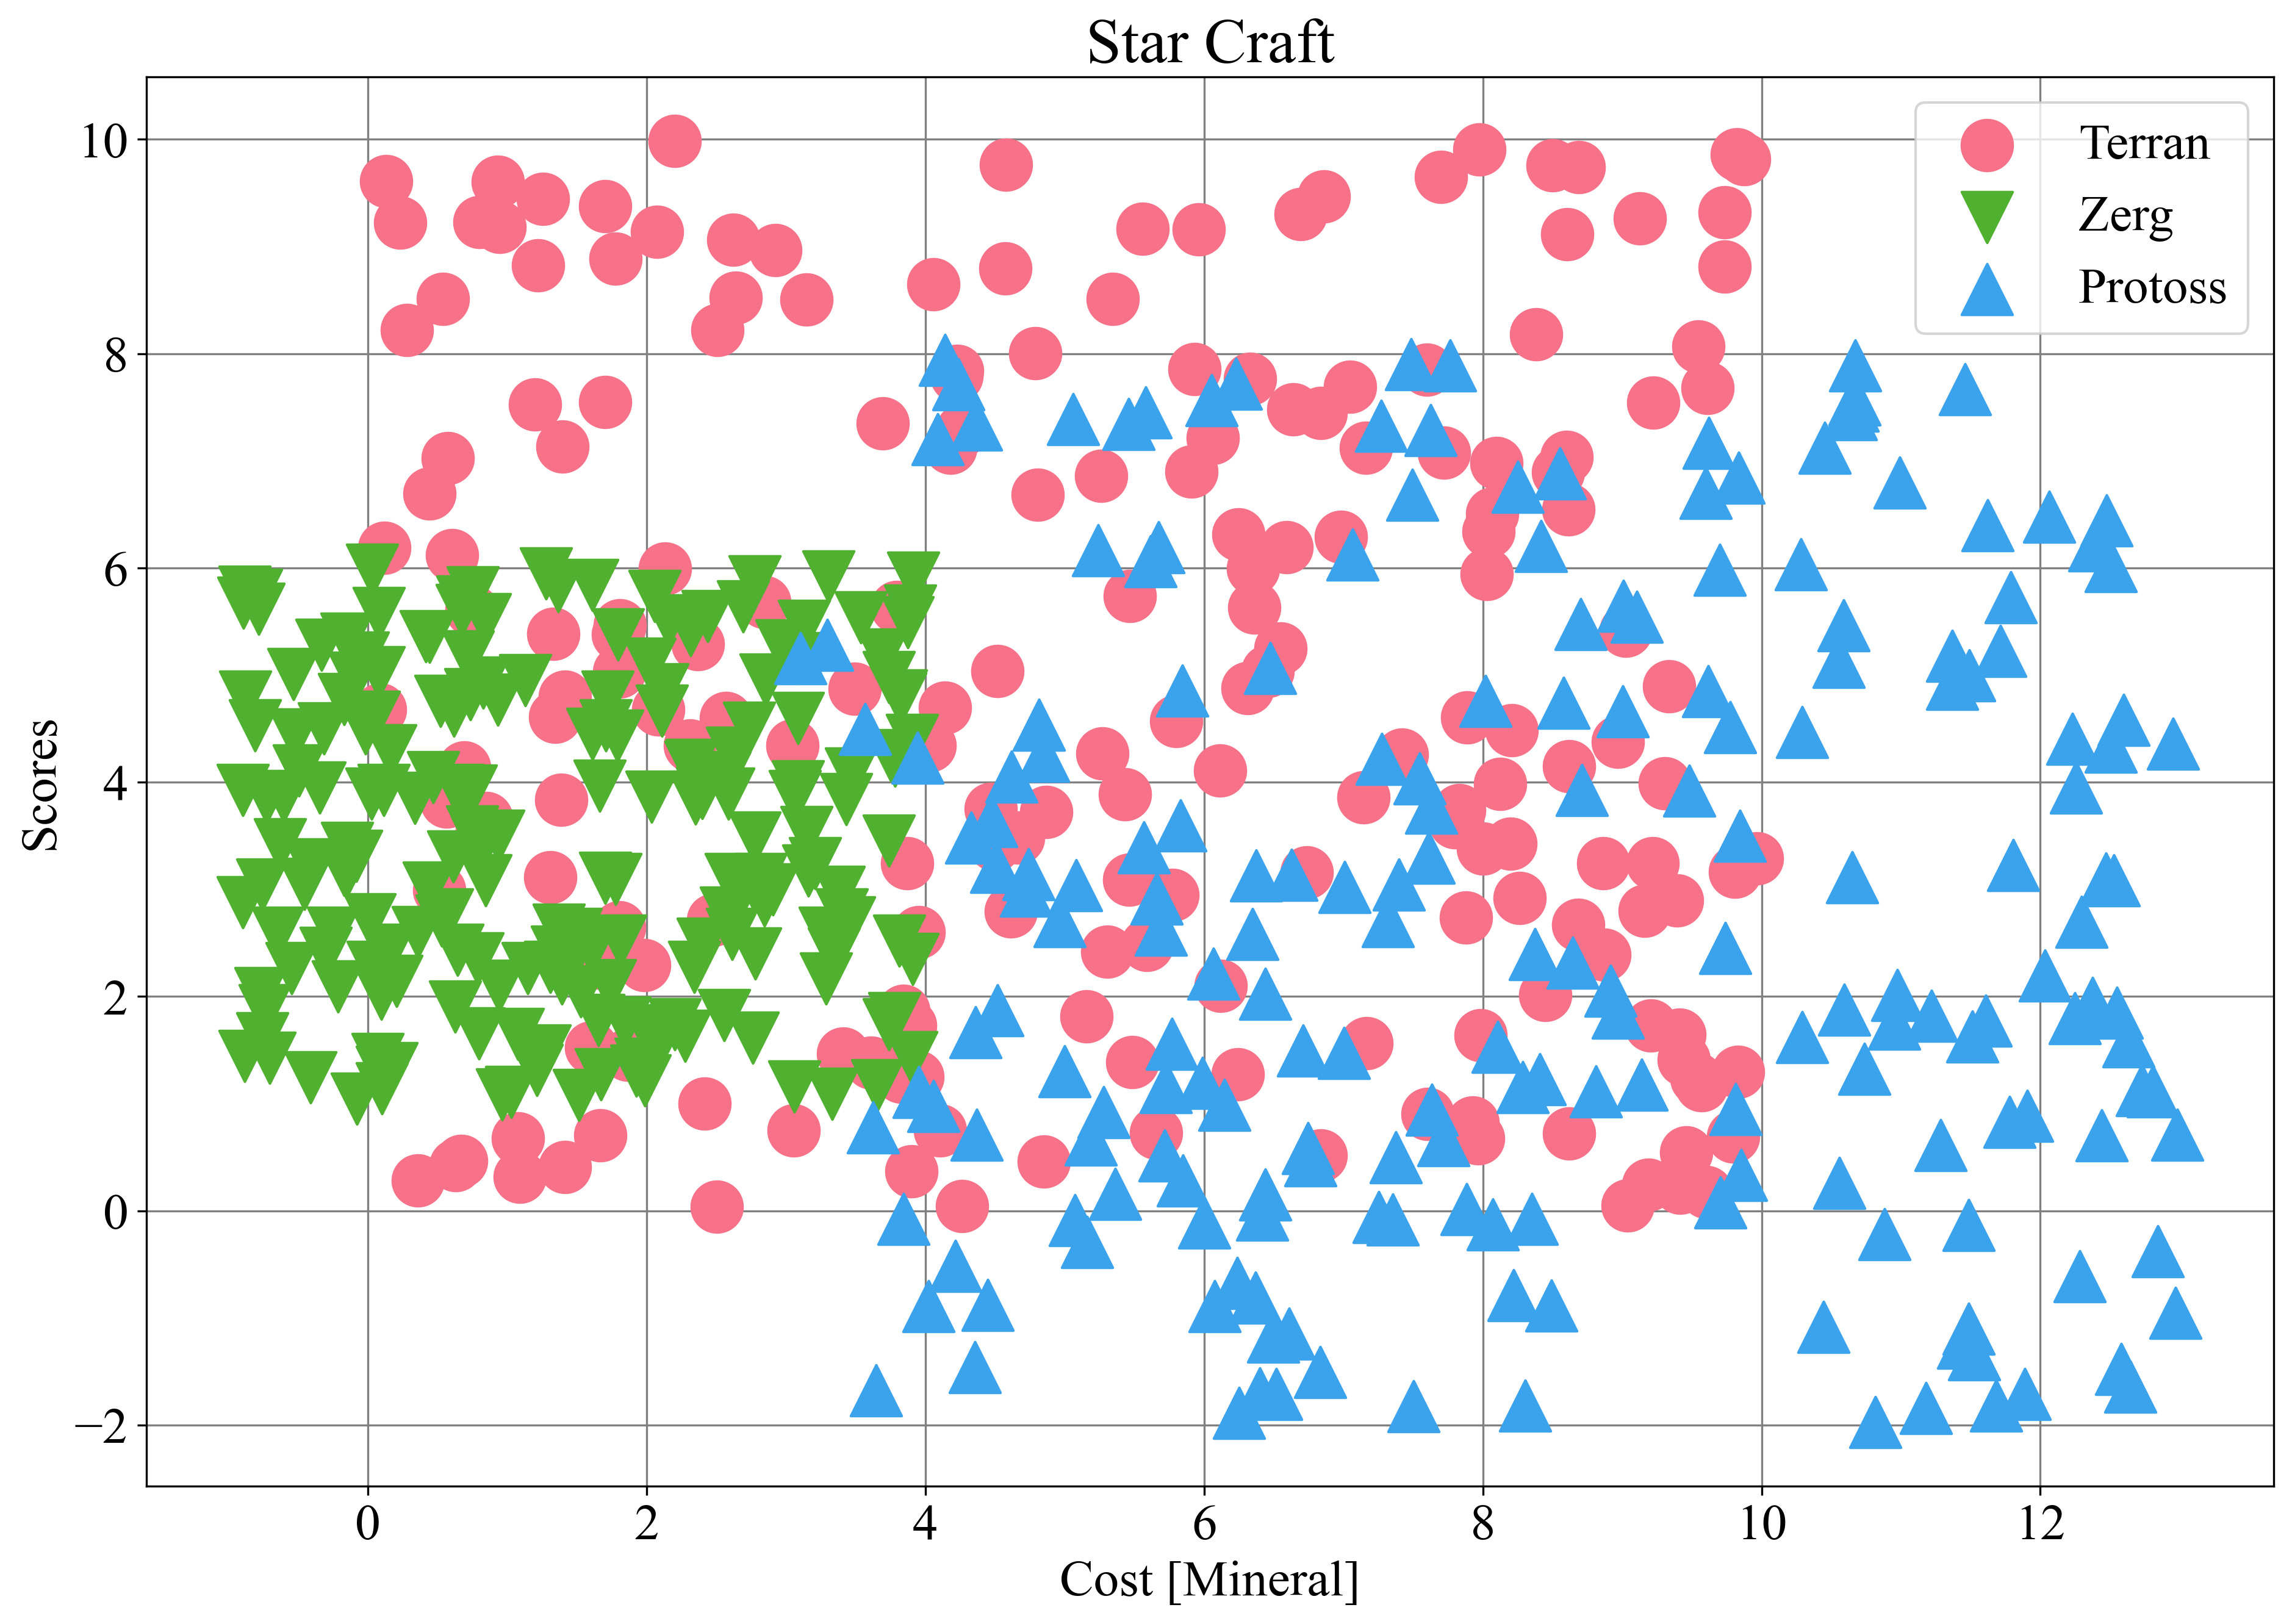 Star Craft
Terran
Zerg
Protoss
10
8
6
4
2
0
−2
Scores
0 2 4 6 8 10 12
Cost [Mineral]